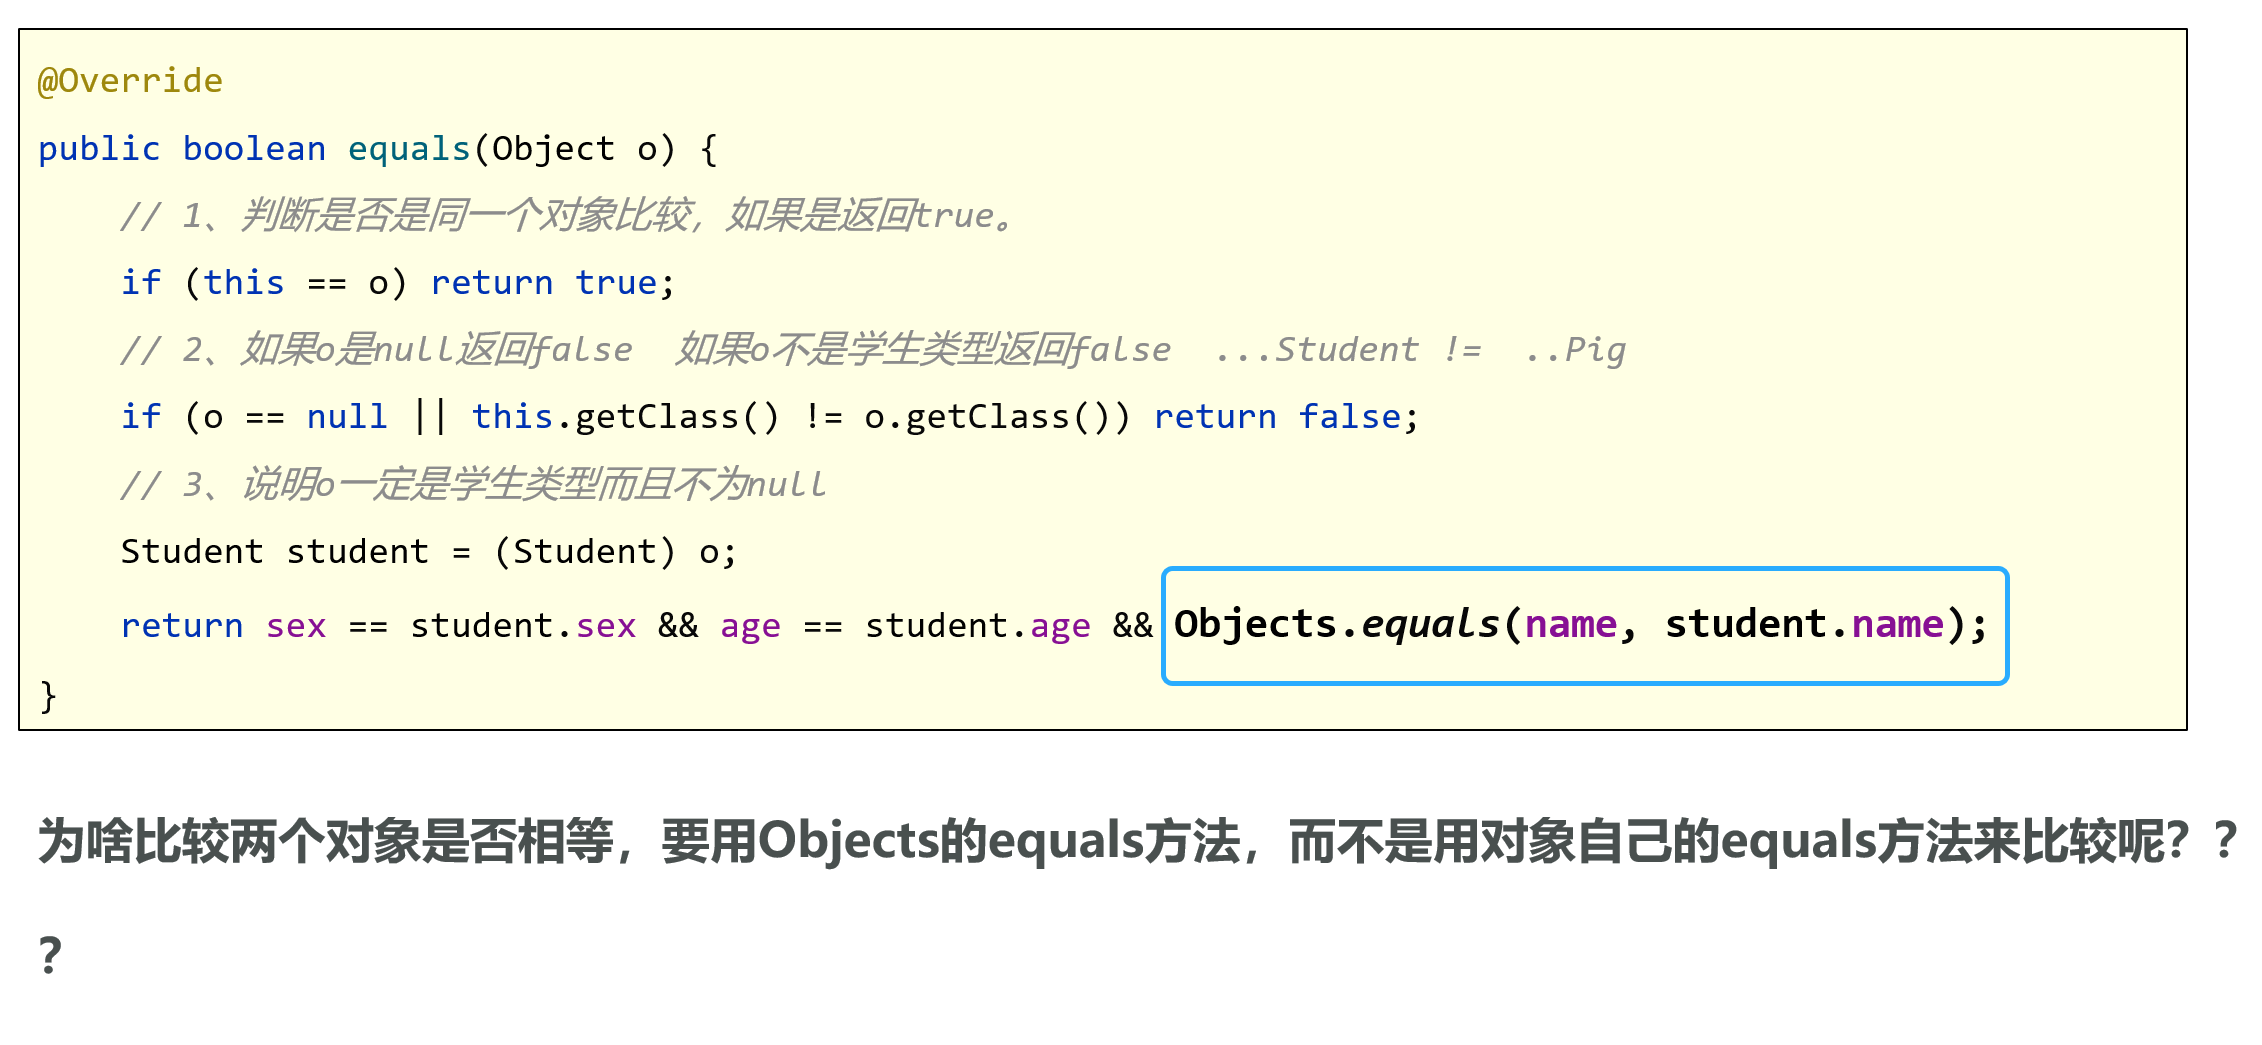 @Override
public boolean equals(Object o) {
// 1、判断是否是同一个对象比较，如果是返回true。
if (this == o) return true;
// 2、如果o是null返回false 如果o不是学生类型返回false ...Student != ..Pig
if (o == null || this.getClass() != o.getClass()) return false;
// 3、说明o一定是学生类型而且不为null
Student student = (Student) o;
return sex == student.sex && age == student.age && Objects.equals(name, student.name);
}
为啥比较两个对象是否相等，要用Objects的equals方法，而不是用对象自己的equals方法来比较呢？？
？